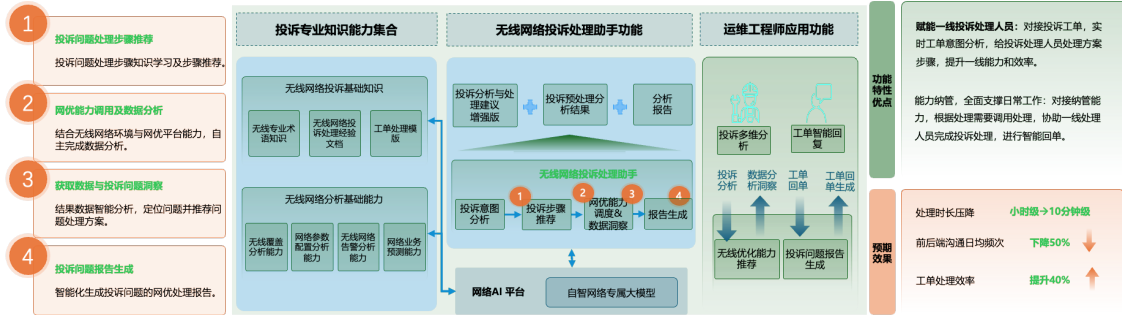 1
投诉问题处理步骤推荐
投诉问题处理步骤知识学习及步骤推荐。
2
网优能力调用及数据分析
结合无线网络环境与网优平台能力，自
主完成数据分析。
3
获取数据与投诉问题洞察
结果数据智能分析，定位问题并推荐问
题处理方案。
4
投诉问题报告生成
智能化生成投诉问题的网优处理报告。
投诉专业知识能力集合
无线网络投诉基础知识
无线专业术
语知识
无线网络投
诉处理经验
文档
工单处理模
版
无线网络分析基础能力
无线覆盖
分析能力
网络参数
配置分析
能力
无线网络
告警分析
能力
网络业务
预测能力
无线网络投诉处理助手功能
投诉分析与处
理建议
增强版
投诉预处理分
析结果
分析
报告
无线网络投诉处理助手
投诉意图
分析
1
投诉步骤
推荐
2
网优能力
调度&
数据洞察
3
报告生成
4
网络AI 平台
自智网络专属大模型
运维工程师应用功能
投诉多维分
析
工单智能回
复
投诉
分析
数据分
析洞察
工单
回单
工单回
单生成
无线优化能力
推荐
投诉问题报告
生成
功能
特性
优点
赋能一线投诉处理人员：对接投诉工单，实
时工单意图分析，给投诉处理人员处理方案
步骤，提升一线能力和效率。
能力纳管，全面支撑日常工作：对接纳管能
力，根据处理需要调用处理，协助一线处理
人员完成投诉处理，进行智能回单。
预期
效果
处理时长压降 小时级→10分钟级
前后端沟通日均频次 下降50%
工单处理效率 提升40%